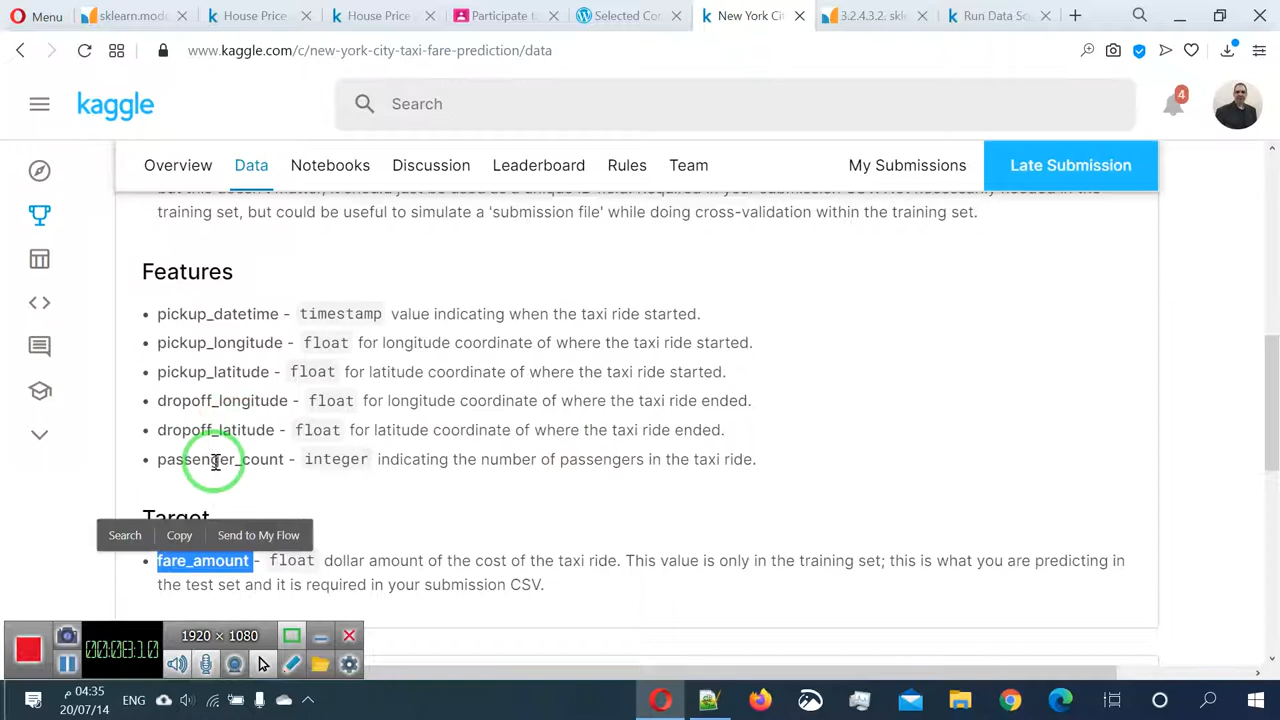 Menu
sklearn.mod
House Price
House Price
Participate f
Selected Cor
New York Ci
3.2.4.3.2. skl
Run Data Sc
www.kaggle.com/c/new-york-city-taxi-fare-prediction/data
kaggle
Search
4
Overview
Data
Notebooks
Discussion
Leaderboard
Rules
Team
My Submissions
Late Submission
training set, but could be useful to simulate a 'submission file' while doing cross-validation within the training set.
Features
• pickup_datetime - timestamp value indicating when the taxi ride started.
• pickup_longitude - float for longitude coordinate of where the taxi ride started.
• pickup_latitude - float for latitude coordinate of where the taxi ride started.
• dropoff_longitude - float for longitude coordinate of where the taxi ride ended.
• dropoff_latitude - float for latitude coordinate of where the taxi ride ended.
• passenger_count - integer indicating the number of passengers in the taxi ride.
Target
Search
Copy
Send to My Flow
• fare_amount - float dollar amount of the cost of the taxi ride. This value is only in the training set; this is what you are predicting in
the test set and it is required in your submission CSV.
00:03:10
1920 × 1080
04:35 م
20/07/14
ENG